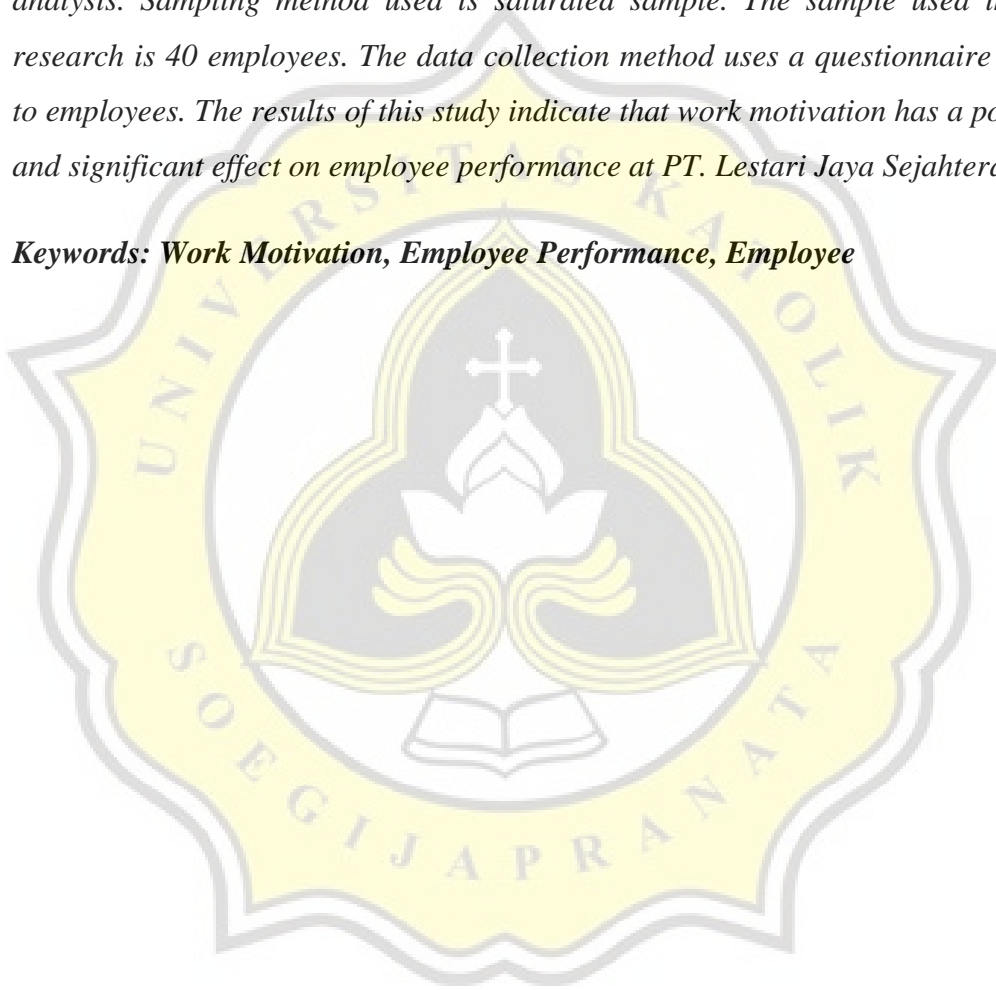 analysis. Sampling method used is saturated sample. The sample used
research is 40 employees. The data collection method uses a questionnaire
to employees. The results of this study indicate that work motivation has a
and significant effect on employee performance at PT. Lestari Jaya Sejahtera
Keywords: Work Motivation, Employee Performance, Employee
UNIVERSITAS KATOLIK
SOEGIJAPRANATA